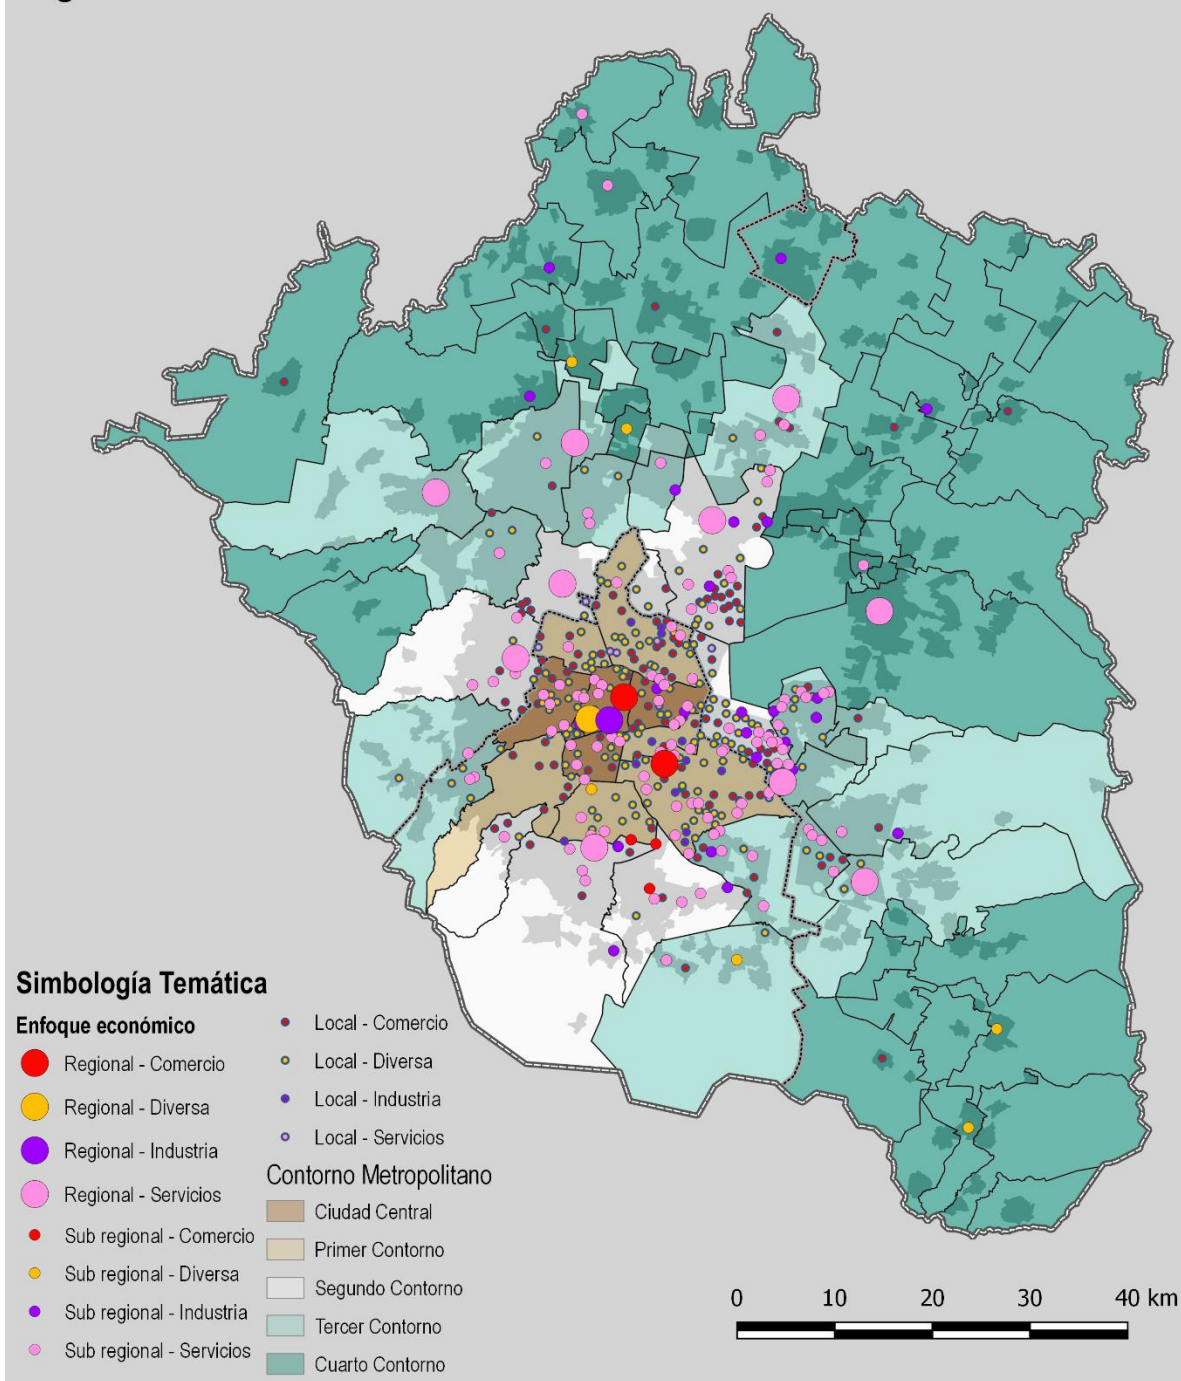 Simbología Temática
Enfoque económico
Regional - Comercio
Regional - Diversa
Regional - Industria
Regional - Servicios
Sub regional - Comercio
Sub regional - Diversa
Sub regional - Industria
Sub regional - Servicios
Local - Comercio
Local - Diversa
Local - Industria
Local - Servicios
Contorno Metropolitano
Ciudad Central
Primer Contorno
Segundo Contorno
Tercer Contorno
Cuarto Contorno
0 10 20 30 40 km